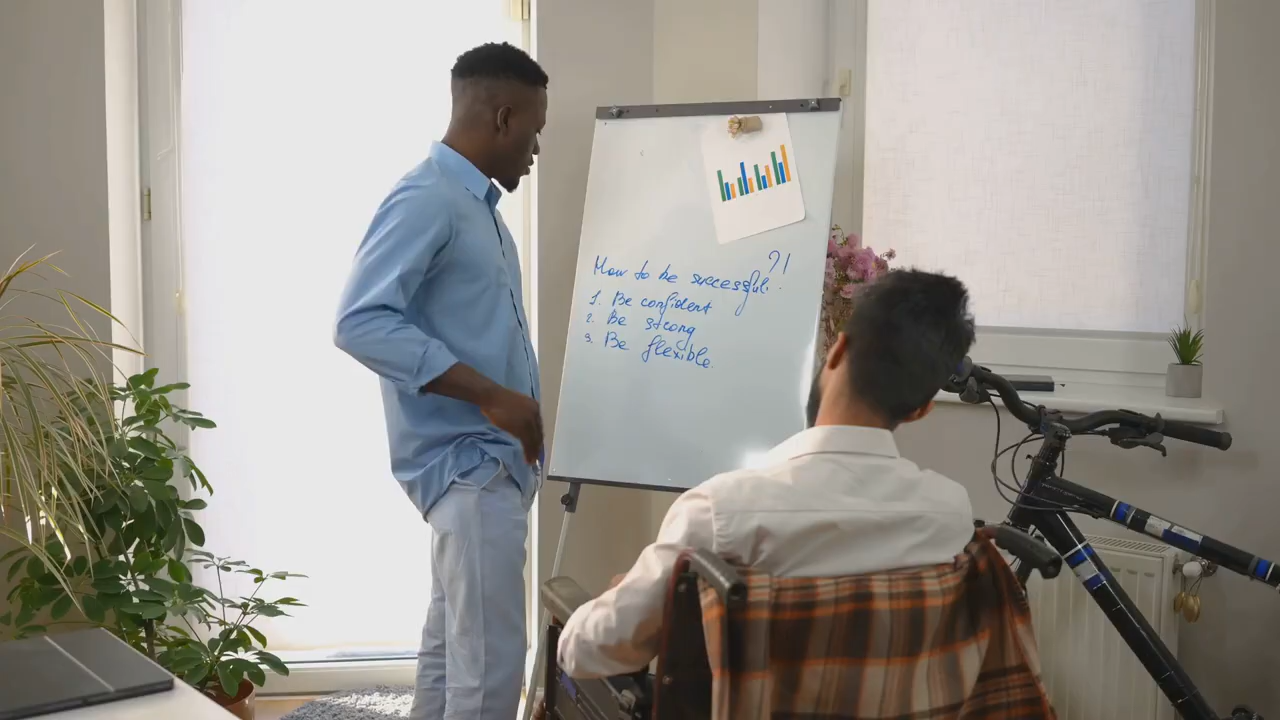 How to be successful?!
1. Be confident
2. Be strong
3. Be flexible.